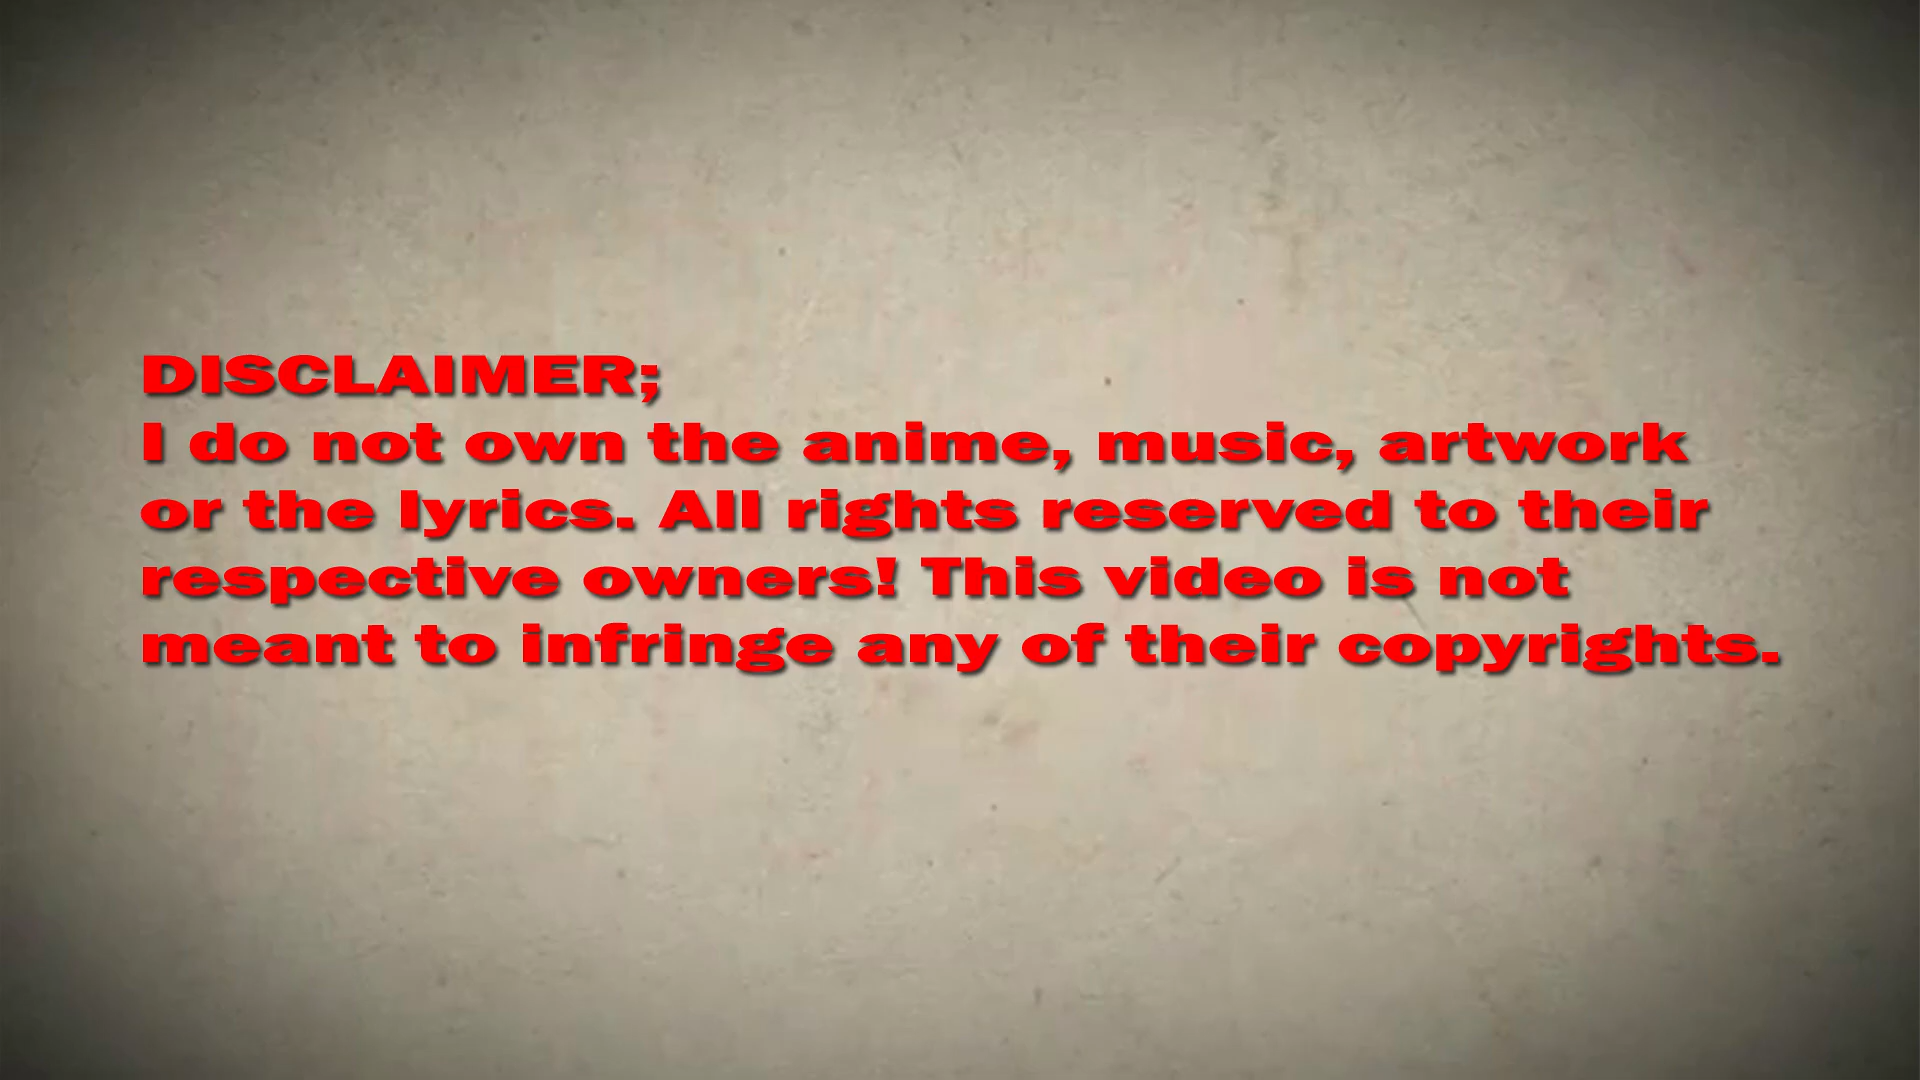 DISCLAIMER;
I do not own the anime, music, artwork
or the lyrics. All rights reserved to their
respective owners! This video is not
meant to infringe any of their copyrights.